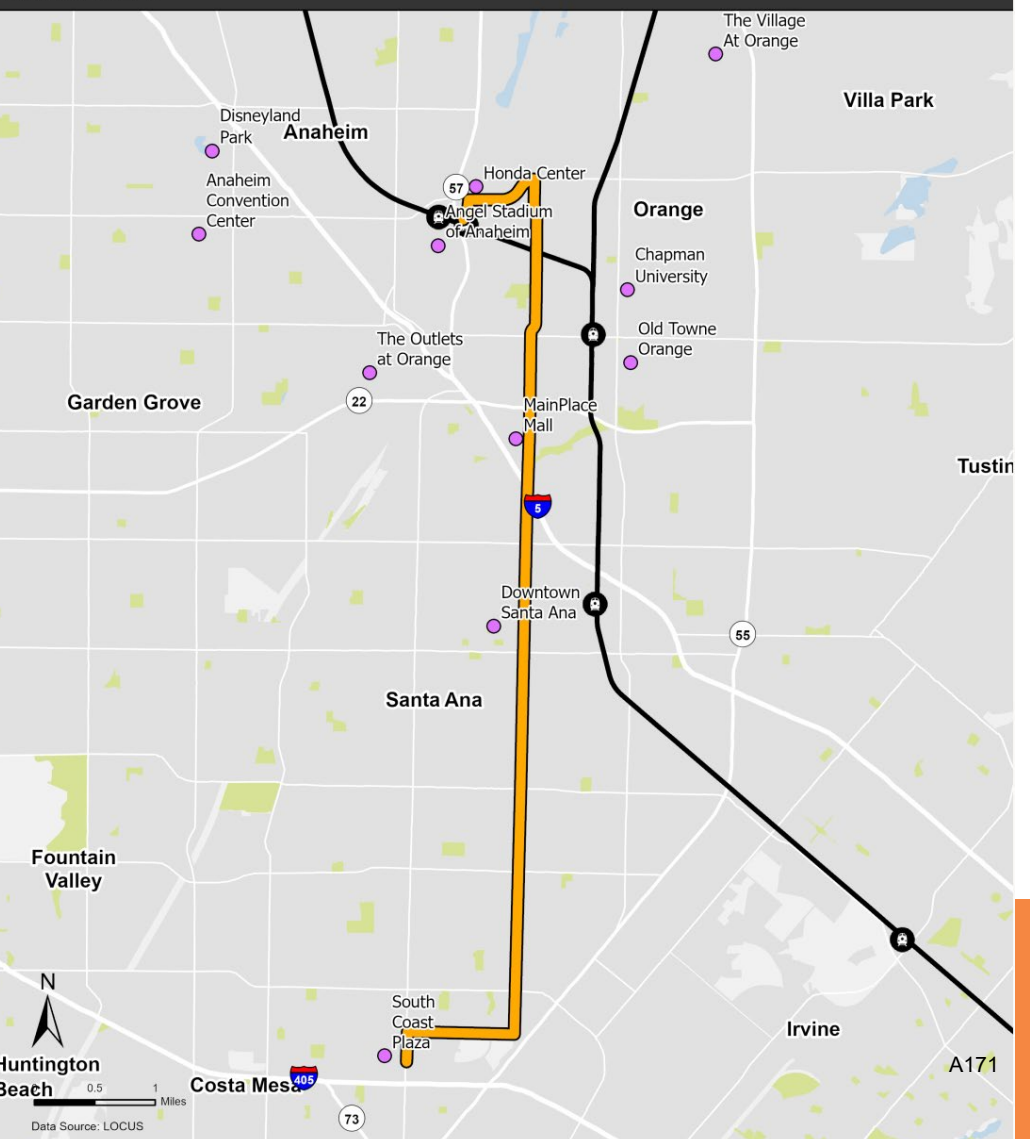 The Village
At Orange
Villa Park
Disneyland
Park
Anaheim
Anaheim
Convention
Center
57
Honda Center
Angel Stadium
of Anaheim
Orange
Chapman
University
The Outlets
at Orange
Old Towne
Orange
22
Garden Grove
MainPlace
Mall
Tustin
5
Downtown
Santa Ana
55
Santa Ana
Fountain
Valley
N
South
Coast
Plaza
Irvine
A171
Huntington
Beach
Costa Mesa
405
0
0.5
1
Miles
73
Data Source: LOCUS